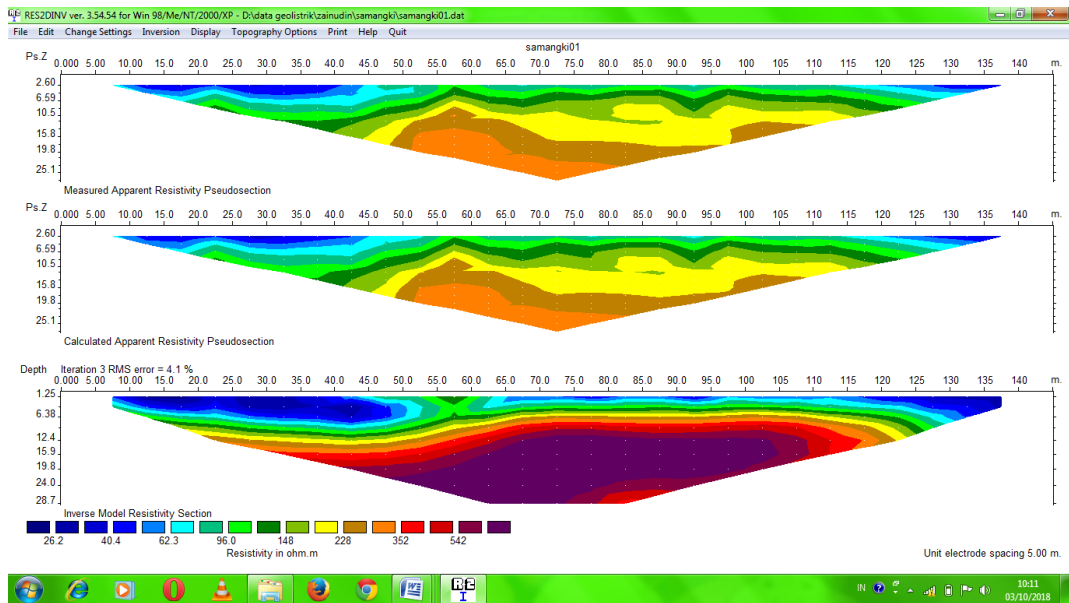 RES2DINV ver. 3.54.54 for Win 98/Me/NT/2000/XP - D:\data geolistrik\zainudin\samangki\samangki01.dat
File Edit Change Settings Inversion Display Topography Options Print Help Quit
samangki01
Ps.Z 0.000 5.00 10.00 15.0 20.0 25.0 30.0 35.0 40.0 45.0 50.0 55.0 60.0 65.0 70.0 75.0 80.0 85.0 90.0 95.0 100.0 105 110 115 120 125 130 135 140 m.
2.60
6.59
10.5
15.8
19.8
25.1
Measured Apparent Resistivity Pseudosection
Ps.Z 0.000 5.00 10.00 15.0 20.0 25.0 30.0 35.0 40.0 45.0 50.0 55.0 60.0 65.0 70.0 75.0 80.0 85.0 90.0 95.0 100.0 105 110 115 120 125 130 135 140 m.
2.60
6.59
10.5
15.8
19.8
25.1
Calculated Apparent Resistivity Pseudosection
Depth Iteration 3 RMS error = 4.1 %
0.000 5.00 10.00 15.0 20.0 25.0 30.0 35.0 40.0 45.0 50.0 55.0 60.0 65.0 70.0 75.0 80.0 85.0 90.0 95.0 100.0 105 110 115 120 125 130 135 140 m.
1.25
6.38
12.4
15.9
19.8
24.0
28.7
Inverse Model Resistivity Section
26.2 40.4 62.3 96.0 148 228 352 542
Resistivity in ohm.m
Unit electrode spacing 5.00 m.
IN 10:11
03/10/2018